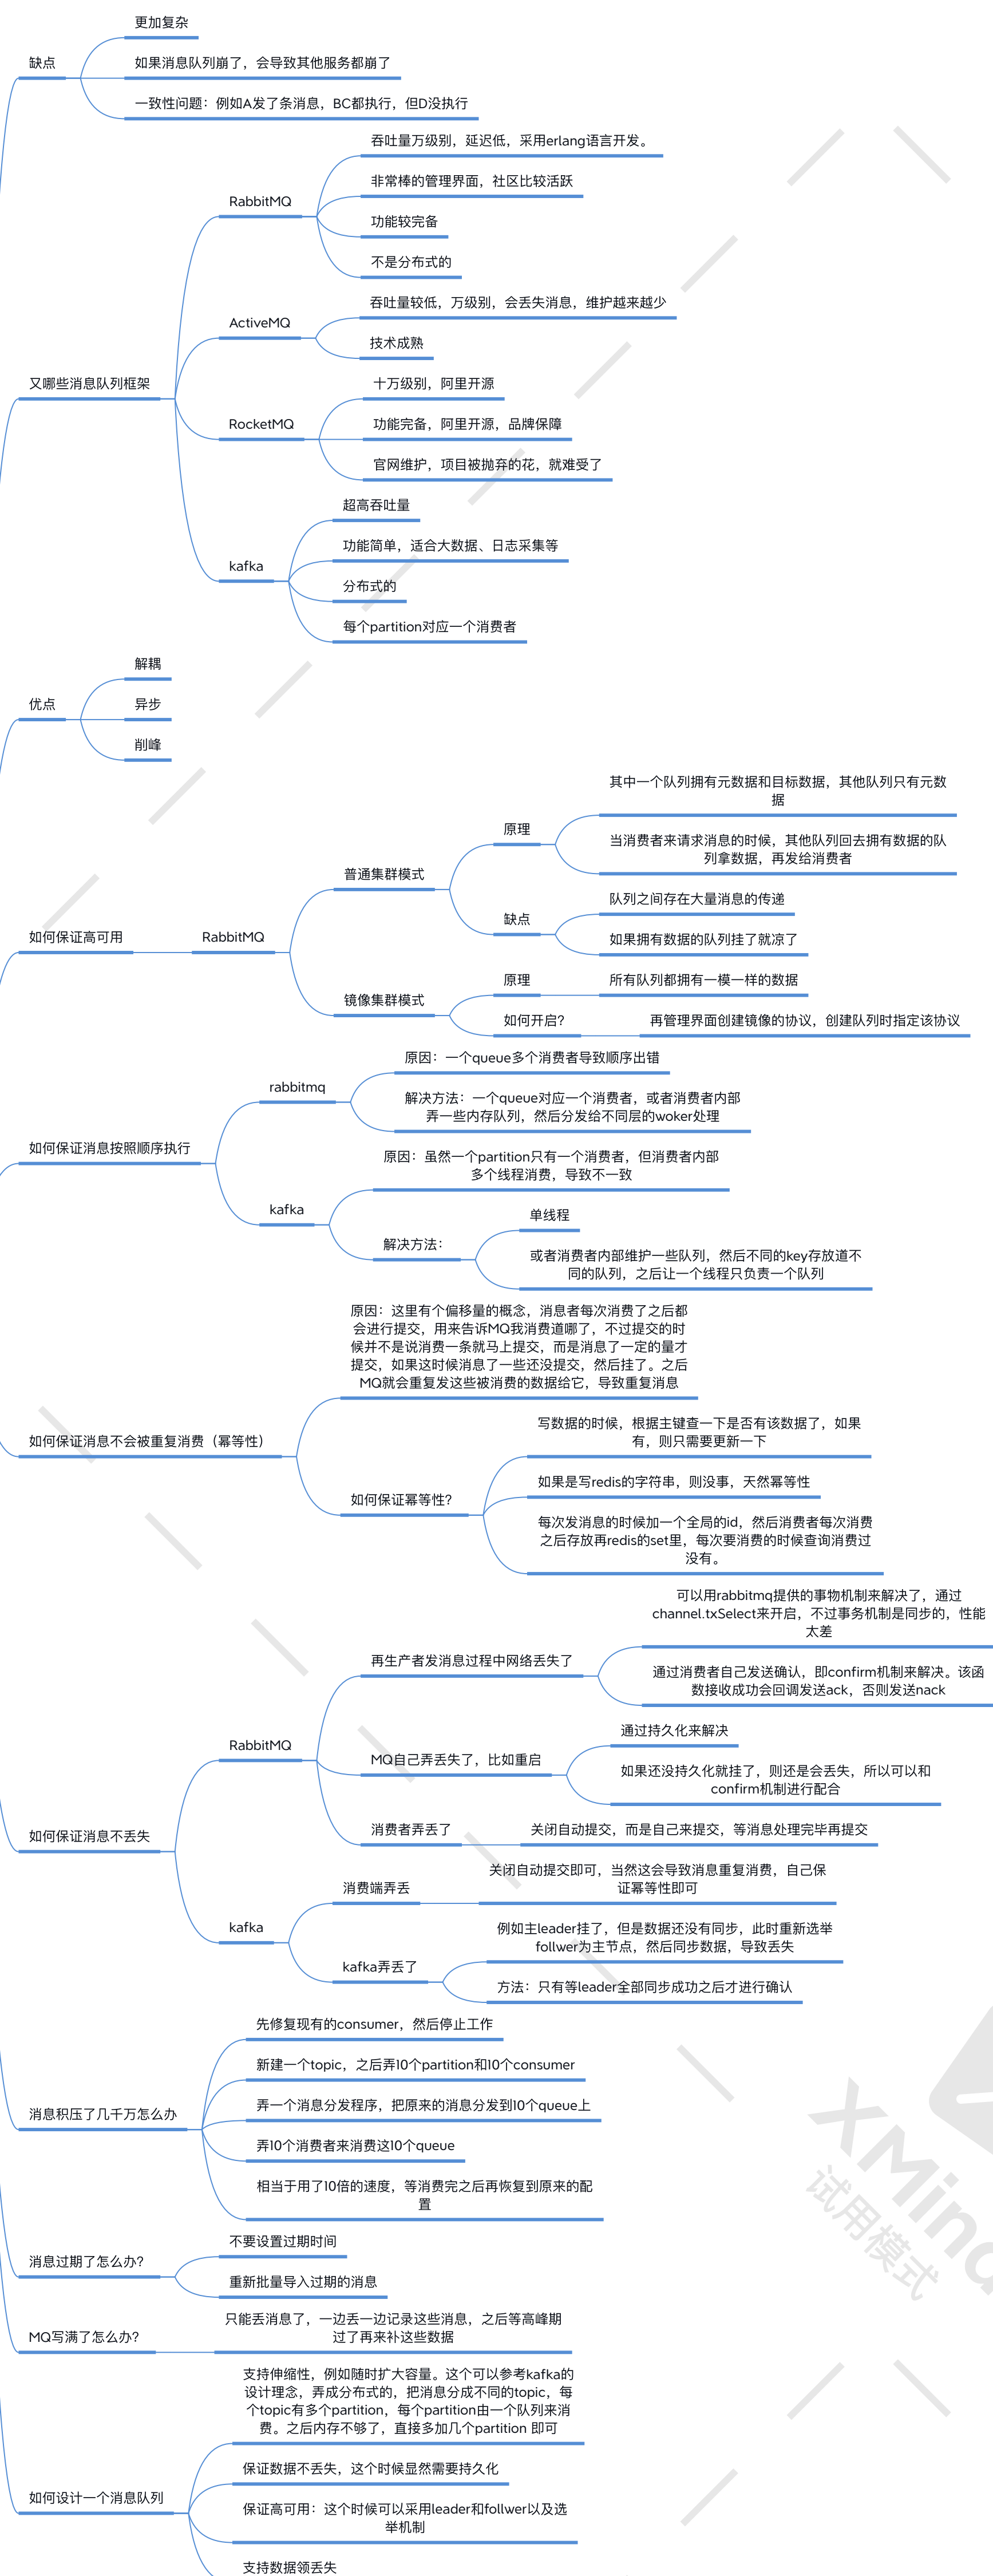 更加复杂
缺点
如果消息队列崩了，会导致其他服务都崩了
一致性问题：例如A发了条消息，BC都执行，但D没执行
吞吐量万级别，延迟低，采用erlang语言开发。
非常棒的管理界面，社区比较活跃
RabbitMQ
功能较完备
不是分布式的
吞吐量较低，万级别，会丢失消息，维护越来越少
ActiveMQ
技术成熟
又哪些消息队列框架
十万级别，阿里开源
RocketMQ
功能完备，阿里开源，品牌保障
官网维护，项目被抛弃的花，就难受了
超高吞吐量
功能简单，适合大数据、日志采集等
kafka
分布式的
每个partition对应一个消费者
解耦
优点
异步
削峰
其中一个队列拥有元数据和目标数据，其他队列只有元数
据
原理
当消费者来请求消息的时候，其他队列回去拥有数据的队
列拿数据，再发给消费者
普通集群模式
队列之间存在大量消息的传递
缺点
如果拥有数据的队列挂了就凉了
如何保证高可用
RabbitMQ
原理
所有队列都拥有一模一样的数据
镜像集群模式
如何开启？
再管理界面创建镜像的协议，创建队列时指定该协议
原因：一个queue多个消费者导致顺序出错
rabbitmq
解决方法：一个queue对应一个消费者，或者消费者内部
弄一些内存队列，然后分发给不同层的woker处理
如何保证消息按照顺序执行
原因：虽然一个partition只有一个消费者，但消费者内部
多个线程消费，导致不一致
kafka
单线程
解决方法：
或者消费者内部维护一些队列，然后不同的key存放道不
同的队列，之后让一个线程只负责一个队列
原因：这里有个偏移量的概念，消息者每次消费了之后都
会进行提交，用来告诉MQ我消费道哪了，不过提交的时
候并不是说消费一条就马上提交，而是消息了一定的量才
提交，如果这时候消息了一些还没提交，然后挂了。之后
MQ就会重复发这些被消费的数据给它，导致重复消息
如何保证消息不会被重复消费（幂等性）
写数据的时候，根据主键查一下是否有该数据了，如果
有，则只需要更新一下
如何保证幂等性？
如果是写redis的字符串，则没事，天然幂等性
每次发消息的时候加一个全局的id，然后消费者每次消费
之后存放再redis的set里，每次要消费的时候查询消费过
没有。
可以用rabbitmq提供的事物机制来解决了，通过
channel.txSelect来开启，不过事务机制是同步的，性能
太差
再生产者发消息过程中网络丢失了
通过消费者自己发送确认，即confirm机制来解决。该函
数接收成功会回调发送ack，否则发送nack
RabbitMQ
通过持久化来解决
MQ自己弄丢失了，比如重启
如果还没持久化就挂了，则还是会丢失，所以可以和
confirm机制进行配合
消费者弄丢了
关闭自动提交，而是自己来提交，等消息处理完毕再提交
如何保证消息不丢失
关闭自动提交即可，当然这会导致消息重复消费，自己保
证幂等性即可
消费端弄丢
kafka
例如主leader挂了，但是数据还没有同步，此时重新选举
follwer为主节点，然后同步数据，导致丢失
kafka弄丢了
方法：只有等leader全部同步成功之后才进行确认
先修复现有的consumer，然后停止工作
新建一个topic，之后弄10个partition和10个consumer
消息积压了几千万怎么办
弄一个消息分发程序，把原来的消息分发到10个queue上
弄10个消费者来消费这10个queue
相当于用了10倍的速度，等消费完之后再恢复到原来的配
置
不要设置过期时间
消息过期了怎么办？
重新批量导入过期的消息
只能丢消息了，一边丢一边记录这些消息，之后等高峰期
过了再来补这些数据
MQ写满了怎么办？
支持伸缩性，例如随时扩大容量。这个可以参考kafka的
设计理念，弄成分布式的，把消息分成不同的topic，每
个topic有多个partition，每个partition由一个队列来消
费。之后内存不够了，直接多加几个partition 即可
保证数据不丢失，这个时候显然需要持久化
如何设计一个消息队列
保证高可用：这个时候可以采用leader和follwer以及选
举机制
支持数据领丢失
XMind
试用模式